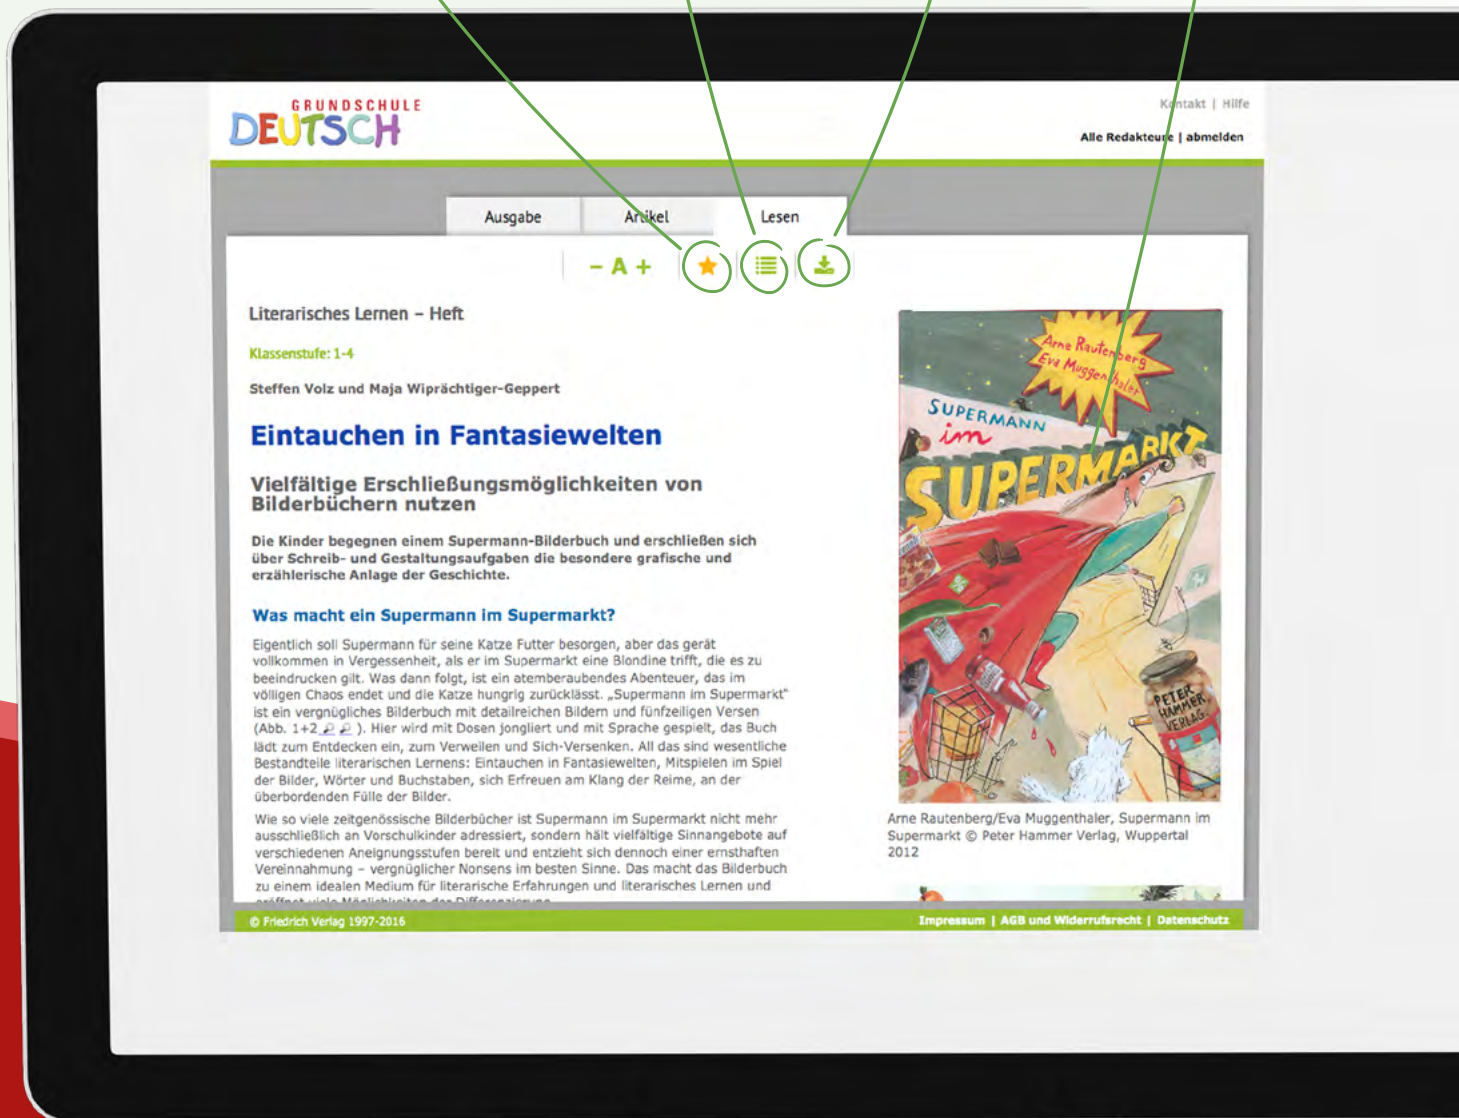 GRUNDSCHULE
DEUTSCH
Kontakt | Hilfe
Alle Redakteure | abmelden
Ausgabe
Artikel
Lesen
– A +
Literarisches Lernen – Heft
Klassenstufe: 1-4
Steffen Volz und Maja Wiprächtiger-Geppert
Eintauchen in Fantasiewelten
Vielfältige Erschließungsmöglichkeiten von
Bilderbüchern nutzen
Die Kinder begegnen einem Supermann-Bilderbuch und erschließen sich
über Schreib- und Gestaltungsaufgaben die besondere grafische und
erzählerische Anlage der Geschichte.
Was macht ein Supermann im Supermarkt?
Eigentlich soll Supermann für seine Katze Futter besorgen, aber das gerät
vollkommen in Vergessenheit, als er im Supermarkt eine Blondine trifft, die es zu
beeindrucken gilt. Was dann folgt, ist ein atemberaubendes Abenteuer, das im
völligen Chaos endet und die Katze hungrig zurücklässt. „Supermann im Supermarkt“
ist ein vergnügliches Bilderbuch mit detailreichen Bildern und fünfzeiligen Versen
(Abb. 1+2 ). Hier wird mit Dosen jongliert und mit Sprache gespielt, das Buch
lädt zum Entdecken ein, zum Verweilen und Sich-Versenken. All das sind wesentliche
Bestandteile literarischen Lernens: Eintauchen in Fantasiewelten, Mitspielen im Spiel
der Bilder, Wörter und Buchstaben, sich Erfreuen am Klang der Reime, an der
überbordenden Fülle der Bilder.
Wie so viele zeitgenössische Bilderbücher ist Supermann im Supermarkt nicht mehr
ausschließlich an Vorschulkinder adressiert, sondern hält vielfältige Sinnangebote auf
verschiedenen Aneignungsstufen bereit und entzieht sich dennoch einer ernsthaften
Vereinnahmung – vergnüglicher Nonsens im besten Sinne. Das macht das Bilderbuch
zu einem idealen Medium für literarische Erfahrungen und literarisches Lernen und
eröffnet viele Möglichkeiten der Differenzierung.
Arne Rautenberg
Eva Muggenthaler
SUPERMANN
im
SUPERMARKT
PETER
HAMMER
VERLAG
Arne Rautenberg/Eva Muggenthaler, Supermann im
Supermarkt © Peter Hammer Verlag, Wuppertal
2012
© Friedrich Verlag 1997-2016
Impressum | AGB und Widerrufsrecht | Datenschutz